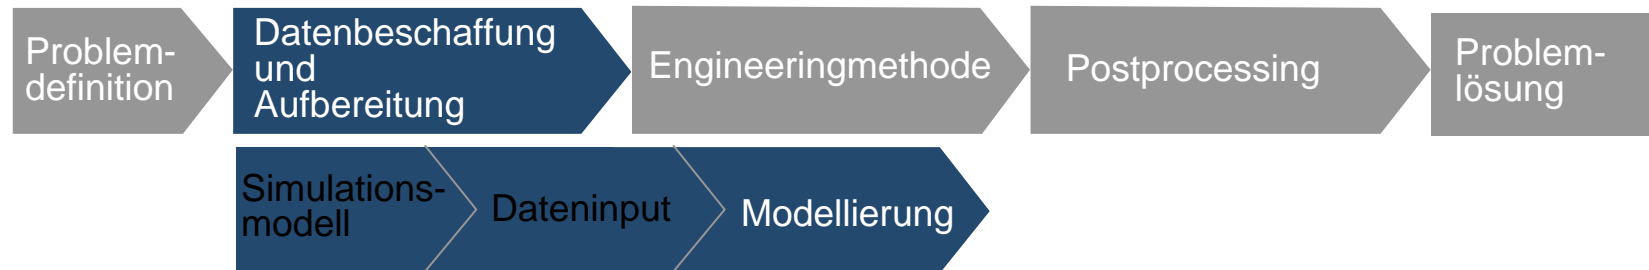 Problem-
definition
Datenbeschaffung
und
Aufbereitung
Engineeringmethode
Postprocessing
Problem-
lösung
Simulations-
modell
Dateninput
Modellierung